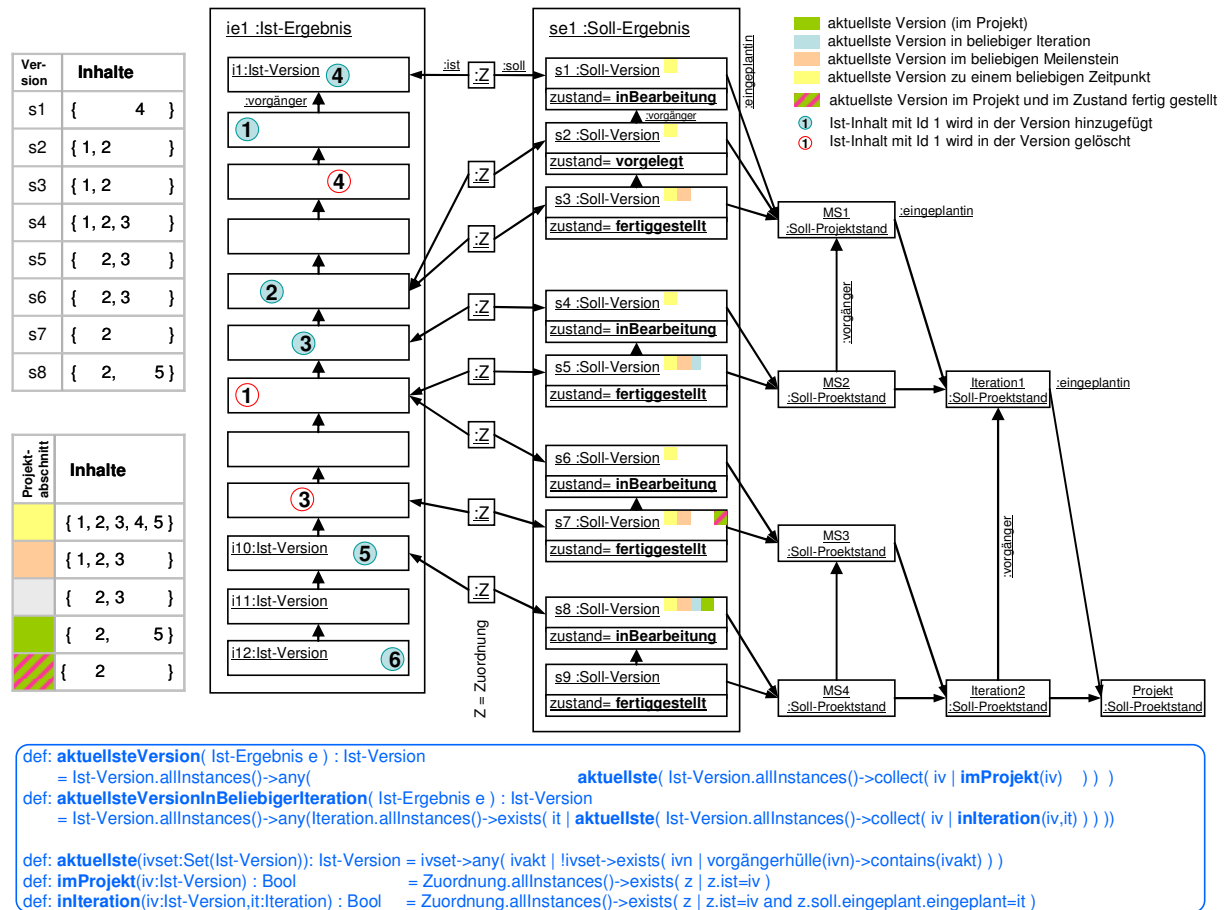 Ver-
sion
Inhalte
s1 { 4 }
s2 { 1, 2 }
s3 { 1, 2 }
s4 { 1, 2, 3 }
s5 { 2, 3 }
s6 { 2, 3 }
s7 { 2 }
s8 { 2, 5 }
Projekt-
abschnitt
Inhalte
{ 1, 2, 3, 4, 5 }
{ 1, 2, 3 }
{ 2, 3 }
{ 2, 5 }
{ 2 }
ie1 :Ist-Ergebnis
i1:Ist-Version 4
:vorgänger
1
4
2
3
1
3
i10:Ist-Version 5
i11:Ist-Version
i12:Ist-Version 6
:ist :Z :soll
:Z
:Z
:Z
:Z
:Z
:Z
:Z
Z = Zuordnung
se1 :Soll-Ergebnis
s1 :Soll-Version
zustand= inBearbeitung
:vorgänger
s2 :Soll-Version
zustand= vorgelegt
s3 :Soll-Version
zustand= fertiggestellt
s4 :Soll-Version
zustand= inBearbeitung
s5 :Soll-Version
zustand= fertiggestellt
s6 :Soll-Version
zustand= inBearbeitung
s7 :Soll-Version
zustand= fertiggestellt
s8 :Soll-Version
zustand= inBearbeitung
s9 :Soll-Version
zustand= fertiggestellt
:eingeplantin
aktuellste Version (im Projekt)
aktuellste Version in beliebiger Iteration
aktuellste Version im beliebigen Meilenstein
aktuellste Version zu einem beliebigen Zeitpunkt
aktuellste Version im Projekt und im Zustand fertig gestellt
1 Ist-Inhalt mit Id 1 wird in der Version hinzugefügt
1 Ist-Inhalt mit Id 1 wird in der Version gelöscht
MS1
:Soll-Projektstand
:eingeplantin
:vorgänger
MS2
:Soll-Proektstand
Iteration1
:Soll-Proektstand
:eingeplantin
MS3
:Soll-Proektstand
:vorgänger
MS4
:Soll-Proektstand
Iteration2
:Soll-Proektstand
Projekt
:Soll-Proektstand
def: aktuellsteVersion( Ist-Ergebnis e ) : Ist-Version
= Ist-Version.allInstances()->any( aktuellste( Ist-Version.allInstances()->collect( iv | imProjekt(iv) ) ) )
def: aktuellsteVersionInBeliebigerIteration( Ist-Ergebnis e ) : Ist-Version
= Ist-Version.allInstances()->any(Iteration.allInstances()->exists( it | aktuellste( Ist-Version.allInstances()->collect( iv | inIteration(iv,it) ) ) ))
def: aktuellste(ivset:Set(Ist-Version)): Ist-Version = ivset->any( ivakt | !ivset->exists( ivn | vorgängerhülle(ivn)->contains(ivakt) ) )
def: imProjekt(iv:Ist-Version) : Bool = Zuordnung.allInstances()->exists( z | z.ist=iv )
def: inIteration(iv:Ist-Version,it:Iteration) : Bool = Zuordnung.allInstances()->exists( z | z.ist=iv and z.soll.eingeplant.eingeplant=it )